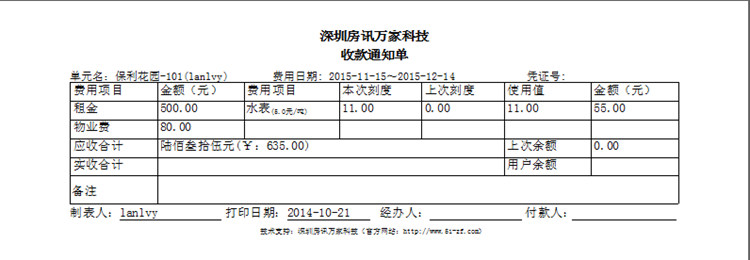 深圳房讯万家科技
收款通知单
单元名: 保利花园-101(lanlvy) 费用日期: 2015-11-15～2015-12-14 凭证号:
费用项目 金额（元） 费用项目 本次刻度 上次刻度 使用值 金额（元）
租金 500.00 水表(5.0元/吨) 11.00 0.00 11.00 55.00
物业费 80.00
应收合计 陆佰叁拾伍元(￥: 635.00) 上次余额 0.00
实收合计 用户余额
备注
制表人: lanlvy 打印日期: 2014-10-21 经办人: 付款人:
技术支持: 深圳房讯万家科技（官方网站: http://www.5i-zf.com)